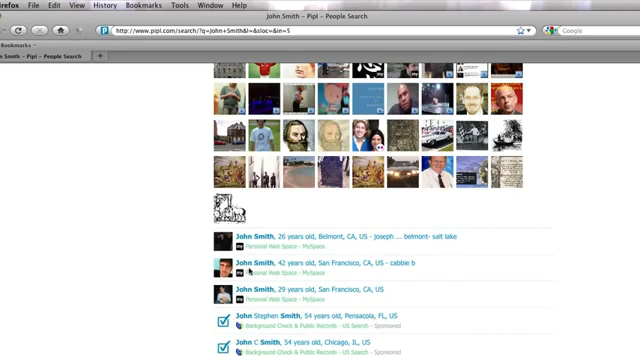 irefox File Edit View History Bookmarks Tools Window Help
John Smith - Pipl - People Search
http://www.pipl.com/search/?q=John+Smith&l=&sloc=&in=5
Google
Bookmarks
n Smith - Pipl - People Search
John Smith, 26 years old, Belmont, CA, US - joseph ... belmont- salt lake
my Personal Web Space - MySpace
John Smith, 42 years old, San Francisco, CA, US - cabbie b
my Personal Web Space - MySpace
John Smith, 29 years old, San Francisco, CA, US
my Personal Web Space - MySpace
John Stephen Smith, 54 years old, Pensacola, FL, US
Background Check & Public Records - US Search - Sponsored
John C Smith, 54 years old, Chicago, IL, US
Background Check & Public Records - US Search - Sponsored